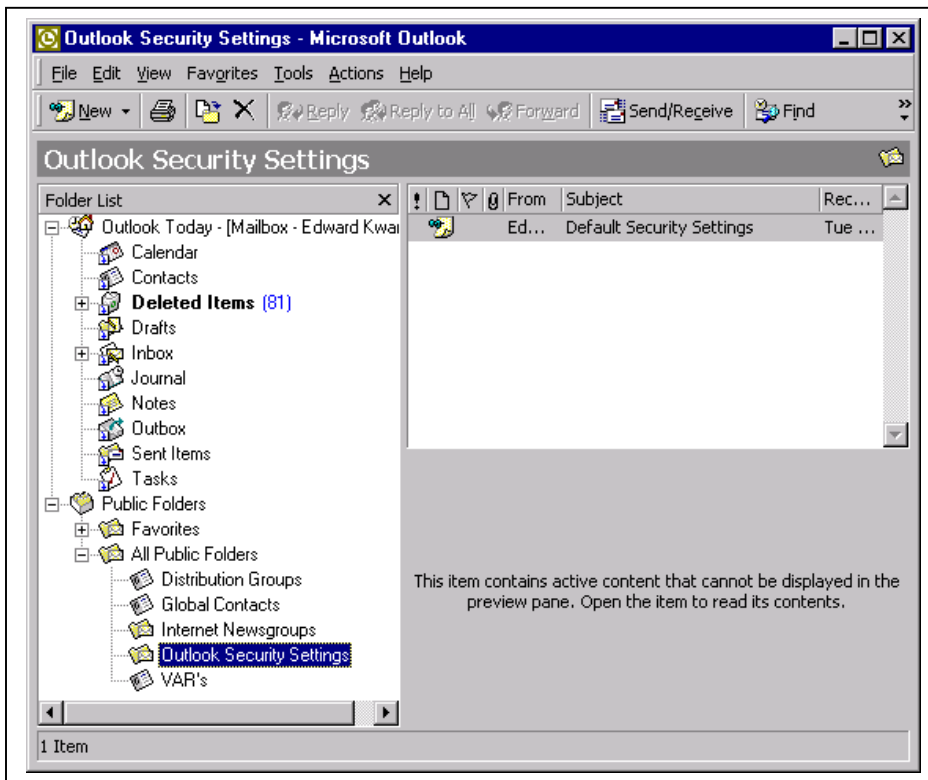 Outlook Security Settings - Microsoft Outlook
File Edit View Favorites Tools Actions Help
New Reply Reply to All Forward Send/Receive Find »
Outlook Security Settings
Folder List
Outlook Today - [Mailbox - Edward Kwai
Calendar
Contacts
Deleted Items (81)
Drafts
Inbox
Journal
Notes
Outbox
Sent Items
Tasks
Public Folders
Favorites
All Public Folders
Distribution Groups
Global Contacts
Internet Newsgroups
Outlook Security Settings
VAR's
From Subject Rec...
Ed... Default Security Settings Tue ...
This item contains active content that cannot be displayed in the
preview pane. Open the item to read its contents.
1 Item